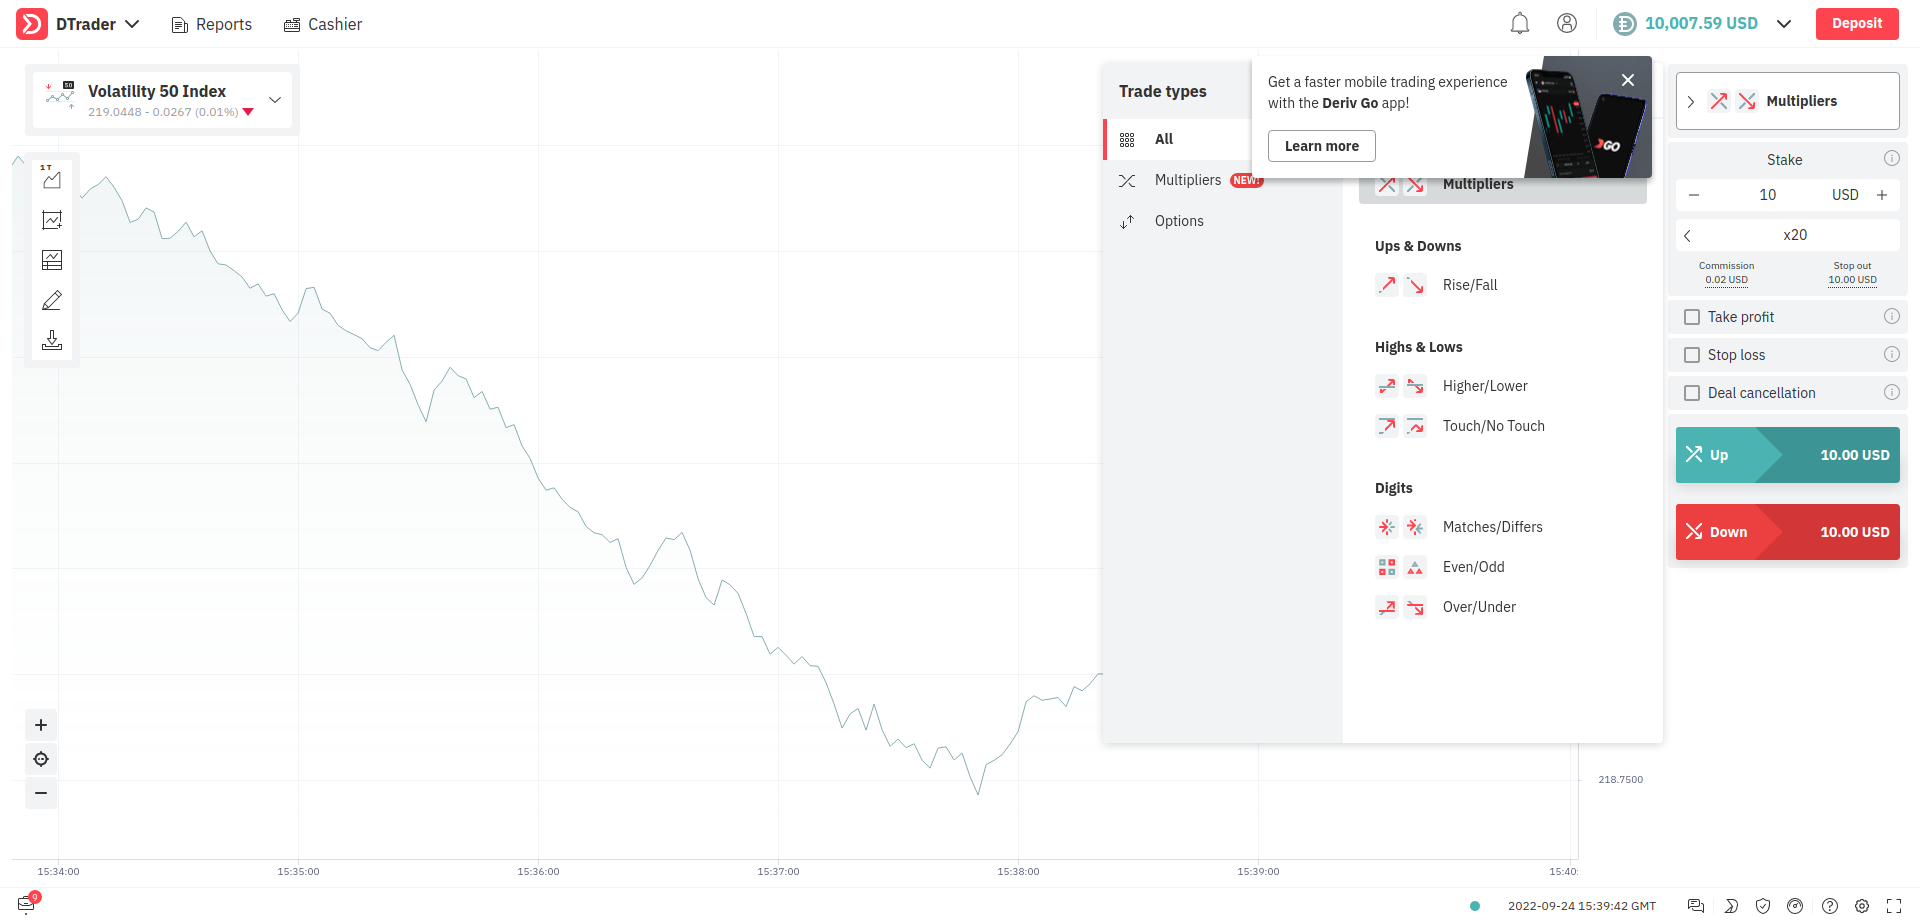 DTrader
Reports
Cashier
10,007.59 USD
Deposit
50
Volatility 50 Index
219.0448 - 0.0267 (0.01%)
1 T
Trade types
All
Multipliers NEW!
Options
Get a faster mobile trading experience
with the Deriv Go app!
Learn more
GO
Multipliers
Ups & Downs
Rise/Fall
Highs & Lows
Higher/Lower
Touch/No Touch
Digits
Matches/Differs
Even/Odd
Over/Under
Multipliers
Stake
10 USD
x20
Commission
0.02 USD
Stop out
10.00 USD
Take profit
Stop loss
Deal cancellation
Up 10.00 USD
Down 10.00 USD
218.7500
15:34:00
15:35:00
15:36:00
15:37:00
15:38:00
15:39:00
15:40:
9
2022-09-24 15:39:42 GMT